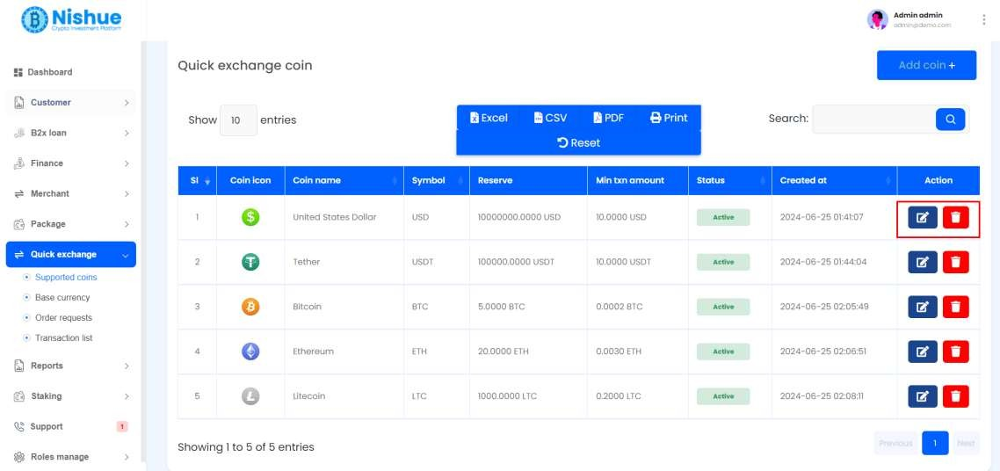 Nishue
Crypto Investment Platform
Admin admin
admin@demo.com
Dashboard
Customer
B2x loan
Finance
Merchant
Package
Quick exchange
Supported coins
Base currency
Order requests
Transaction list
Reports
Staking
Support 1
Roles manage
Quick exchange coin
Add coin +
Show 10 entries
Excel CSV PDF Print
Reset
Search:
Sl Coin icon Coin name Symbol Reserve Min txn amount Status Created at Action
1 United States Dollar USD 10000000.0000 USD 10.0000 USD Active 2024-06-25 01:41:07
2 Tether USDT 100000.0000 USDT 10.0000 USDT Active 2024-06-25 01:44:04
3 Bitcoin BTC 5.0000 BTC 0.0002 BTC Active 2024-06-25 02:05:49
4 Ethereum ETH 20.0000 ETH 0.0030 ETH Active 2024-06-25 02:06:51
5 Litecoin LTC 1000.0000 LTC 0.2000 LTC Active 2024-06-25 02:08:11
Showing 1 to 5 of 5 entries
Previous 1 Next